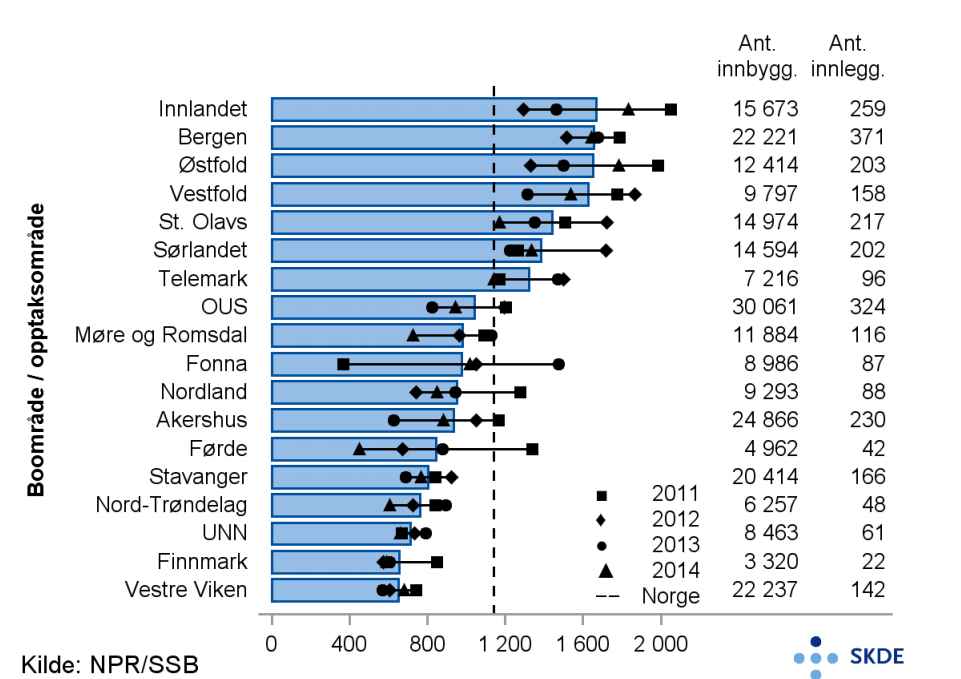 Ant. Ant.
innbygg. innlegg.
Innlandet 15 673 259
Bergen 22 221 371
Østfold 12 414 203
Vestfold 9 797 158
St. Olavs 14 974 217
Sørlandet 14 594 202
Telemark 7 216 96
OUS 30 061 324
Møre og Romsdal 11 884 116
Fonna 8 986 87
Nordland 9 293 88
Akershus 24 866 230
Førde 4 962 42
Stavanger 20 414 166
Nord-Trøndelag 6 257 48
UNN 8 463 61
Finnmark 3 320 22
Vestre Viken 22 237 142
Boområde / opptaksområde
2011
2012
2013
2014
Norge
0 400 800 1 200 1 600 2 000
Kilde: NPR/SSB
SKDE